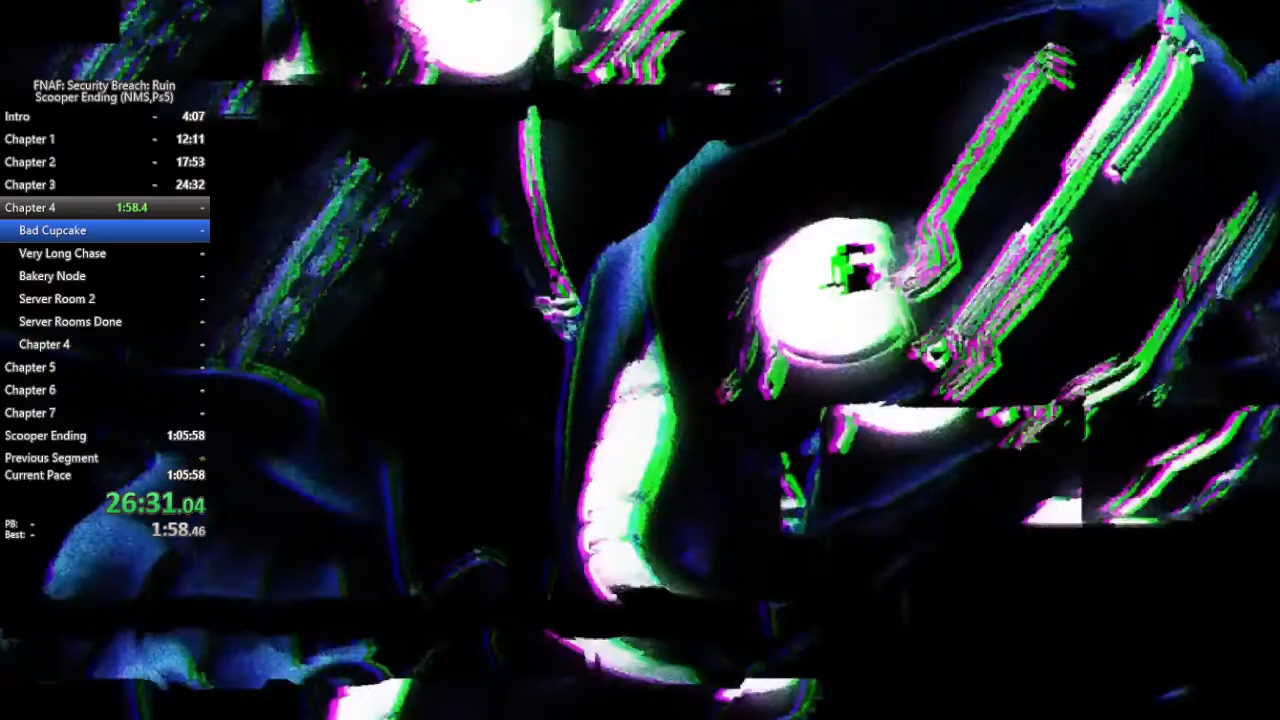 FNAF: Security Breach: Ruin
Scooper Ending (NMS,Ps5)
Intro - 4:07
Chapter 1 - 12:11
Chapter 2 - 17:53
Chapter 3 - 24:32
Chapter 4 1:58.4 -
Bad Cupcake -
Very Long Chase -
Bakery Node -
Server Room 2 -
Server Rooms Done -
Chapter 4 -
Chapter 5 -
Chapter 6 -
Chapter 7 -
Scooper Ending 1:05:58
Previous Segment -
Current Pace 1:05:58
26:31.04
PB: -
Best: - 1:58.46